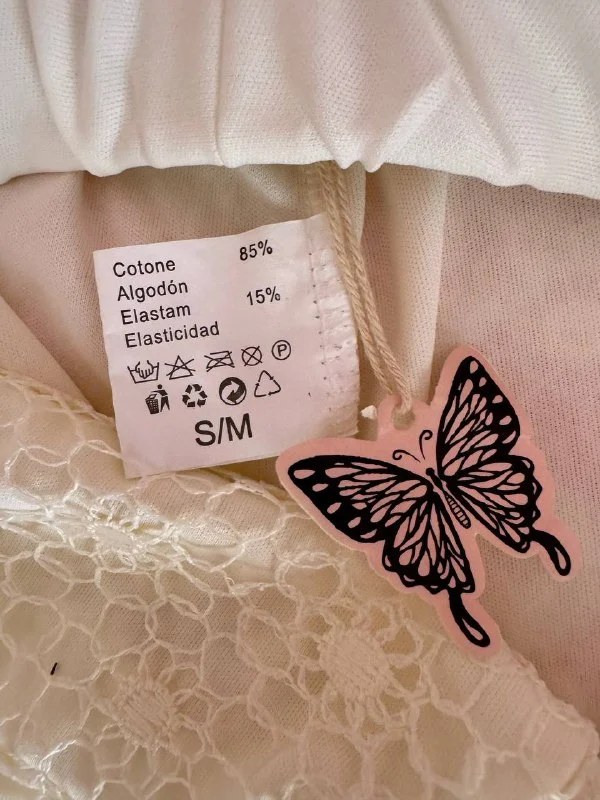 Cotone 85%
Algodón
Elastam 15%
Elasticidad
P
S/M